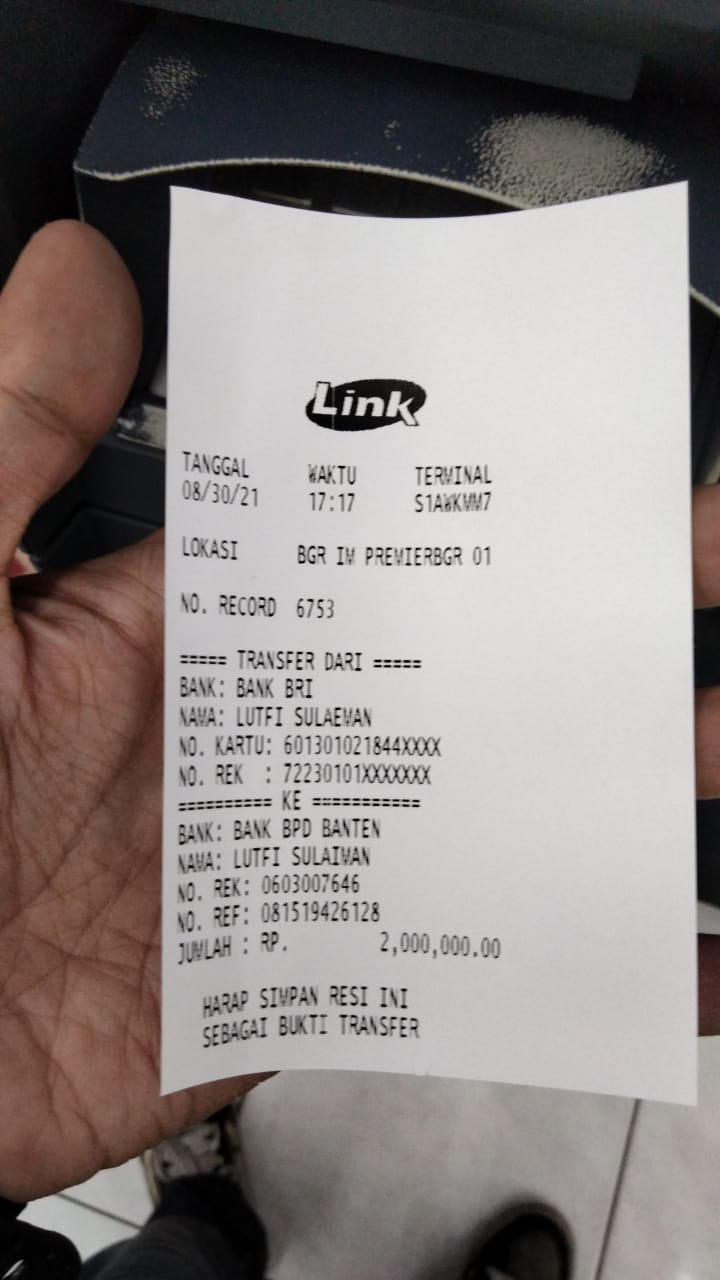 Link
TANGGAL WAKTU TERMINAL
08/30/21 17:17 S1AWKMM7
LOKASI BGR IM PREMIERBGR 01
NO. RECORD 6753
===== TRANSFER DARI =====
BANK: BANK BRI
NAMA: LUTFI SULAEMAN
NO. KARTU: 601301021844XXXX
NO. REK : 72230101XXXXXXX
========== KE ===========
BANK: BANK BPD BANTEN
NAMA: LUTFI SULAIMAN
NO. REK: 0603007646
NO. REF: 081519426128
JUMLAH : RP. 2,000,000.00
HARAP SIMPAN RESI INI
SEBAGAI BUKTI TRANSFER